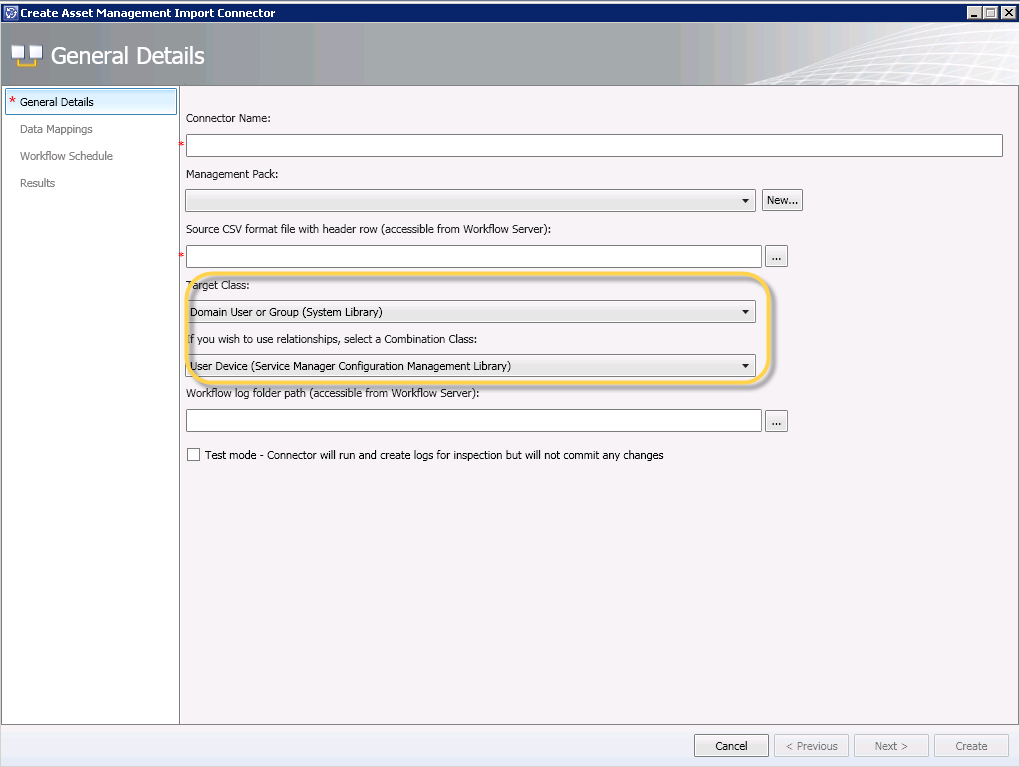 Create Asset Management Import Connector
General Details
* General Details
Data Mappings
Workflow Schedule
Results
Connector Name:
*
Management Pack:
New...
Source CSV format file with header row (accessible from Workflow Server):
*
...
Target Class:
Domain User or Group (System Library)
If you wish to use relationships, select a Combination Class:
User Device (Service Manager Configuration Management Library)
Workflow log folder path (accessible from Workflow Server):
...
Test mode - Connector will run and create logs for inspection but will not commit any changes
Cancel
< Previous
Next >
Create